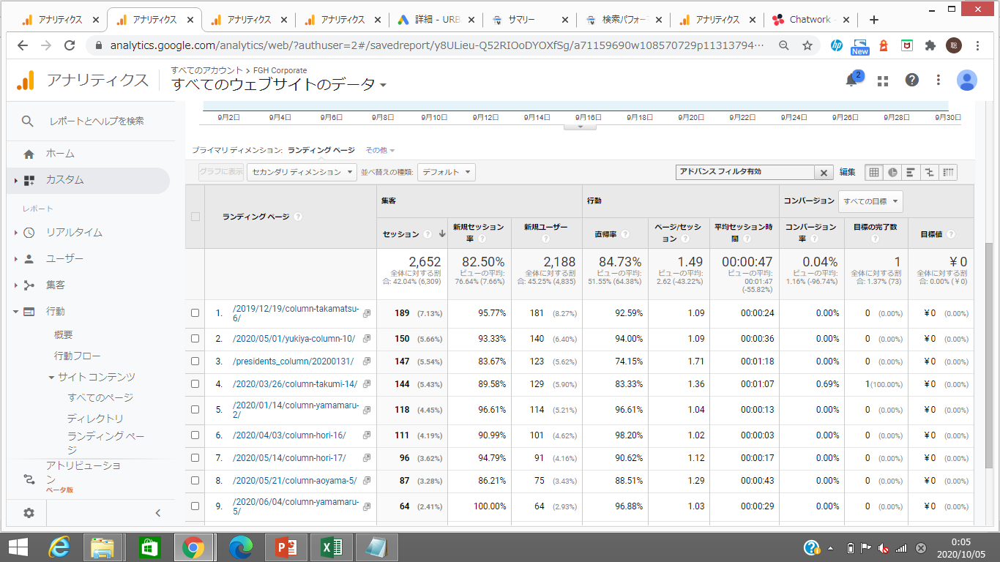 アナリティクス
アナリティクス
アナリティクス
アナリティクス
詳細 - URB
サマリー
検索パフォー
アナリティクス
Chatwork
analytics.google.com/analytics/web/?authuser=2#/savedreport/y8ULieu-Q52RIOoDYOXfSg/a71159690w108570729p11313794…
New
聡
アナリティクス
すべてのアカウント > FGH Corporate
すべてのウェブサイトのデータ
2
レポートとヘルプを検索
ホーム
カスタム
レポート
リアルタイム
ユーザー
集客
行動
概要
行動フロー
サイト コンテンツ
すべてのページ
ディレクトリ
ランディング ペー
ジ
アトリビューショ
ン
ベータ版
9月2日 9月4日 9月6日 9月8日 9月10日 9月12日 9月14日 9月16日 9月18日 9月20日 9月22日 9月24日 9月26日 9月28日 9月30日
プライマリ ディメンション: ランディング ページ その他
グラフに表示 セカンダリ ディメンション 並べ替えの種類: デフォルト アドバンス フィルタ有効 編集
ランディング ページ 集客 行動 コンバージョン すべての目標
セッション 新規セッション 新規ユーザー 直帰率 ページ/セッシ 平均セッション時 コンバージョン 目標の完了数 目標値
率 ョン 間 率
2,652 82.50% 2,188 84.73% 1.49 00:00:47 0.04% 1 ¥ 0
全体に対する割 ビューの平均: 全体に対する割 ビューの平均: ビューの平均: ビューの平均: ビューの平均: 全体に対する割 全体に対する割
合: 42.04% (6,309) 76.64% (7.66%) 合: 45.25% (4,835) 51.55% (64.38%) 2.62 (-43.22%) 00:01:47 1.16% (-96.74%) 合: 1.37% (73) 合: 0.00% (¥ 0)
(-55.82%)
1. /2019/12/19/column-takamatsu- 189 (7.13%) 95.77% 181 (8.27%) 92.59% 1.09 00:00:24 0.00% 0 (0.00%) ¥ 0 (0.00%)
6/
2. /2020/05/01/yukiya-column-10/ 150 (5.66%) 93.33% 140 (6.40%) 94.00% 1.09 00:00:36 0.00% 0 (0.00%) ¥ 0 (0.00%)
3. /presidents_column/20200131/ 147 (5.54%) 83.67% 123 (5.62%) 74.15% 1.71 00:01:18 0.00% 0 (0.00%) ¥ 0 (0.00%)
4. /2020/03/26/column-takumi-14/ 144 (5.43%) 89.58% 129 (5.90%) 83.33% 1.36 00:01:07 0.69% 1 (100.00%) ¥ 0 (0.00%)
5. /2020/01/14/column-yamamaru- 118 (4.45%) 96.61% 114 (5.21%) 96.61% 1.04 00:00:13 0.00% 0 (0.00%) ¥ 0 (0.00%)
2/
6. /2020/04/03/column-hori-16/ 111 (4.19%) 90.99% 101 (4.62%) 98.20% 1.02 00:00:03 0.00% 0 (0.00%) ¥ 0 (0.00%)
7. /2020/05/14/column-hori-17/ 96 (3.62%) 94.79% 91 (4.16%) 90.62% 1.12 00:00:17 0.00% 0 (0.00%) ¥ 0 (0.00%)
8. /2020/05/21/column-aoyama-5/ 87 (3.28%) 86.21% 75 (3.43%) 88.51% 1.29 00:00:43 0.00% 0 (0.00%) ¥ 0 (0.00%)
9. /2020/06/04/column-yamamaru- 64 (2.41%) 100.00% 64 (2.93%) 96.88% 1.03 00:00:29 0.00% 0 (0.00%) ¥ 0 (0.00%)
5/
0:05
2020/10/05